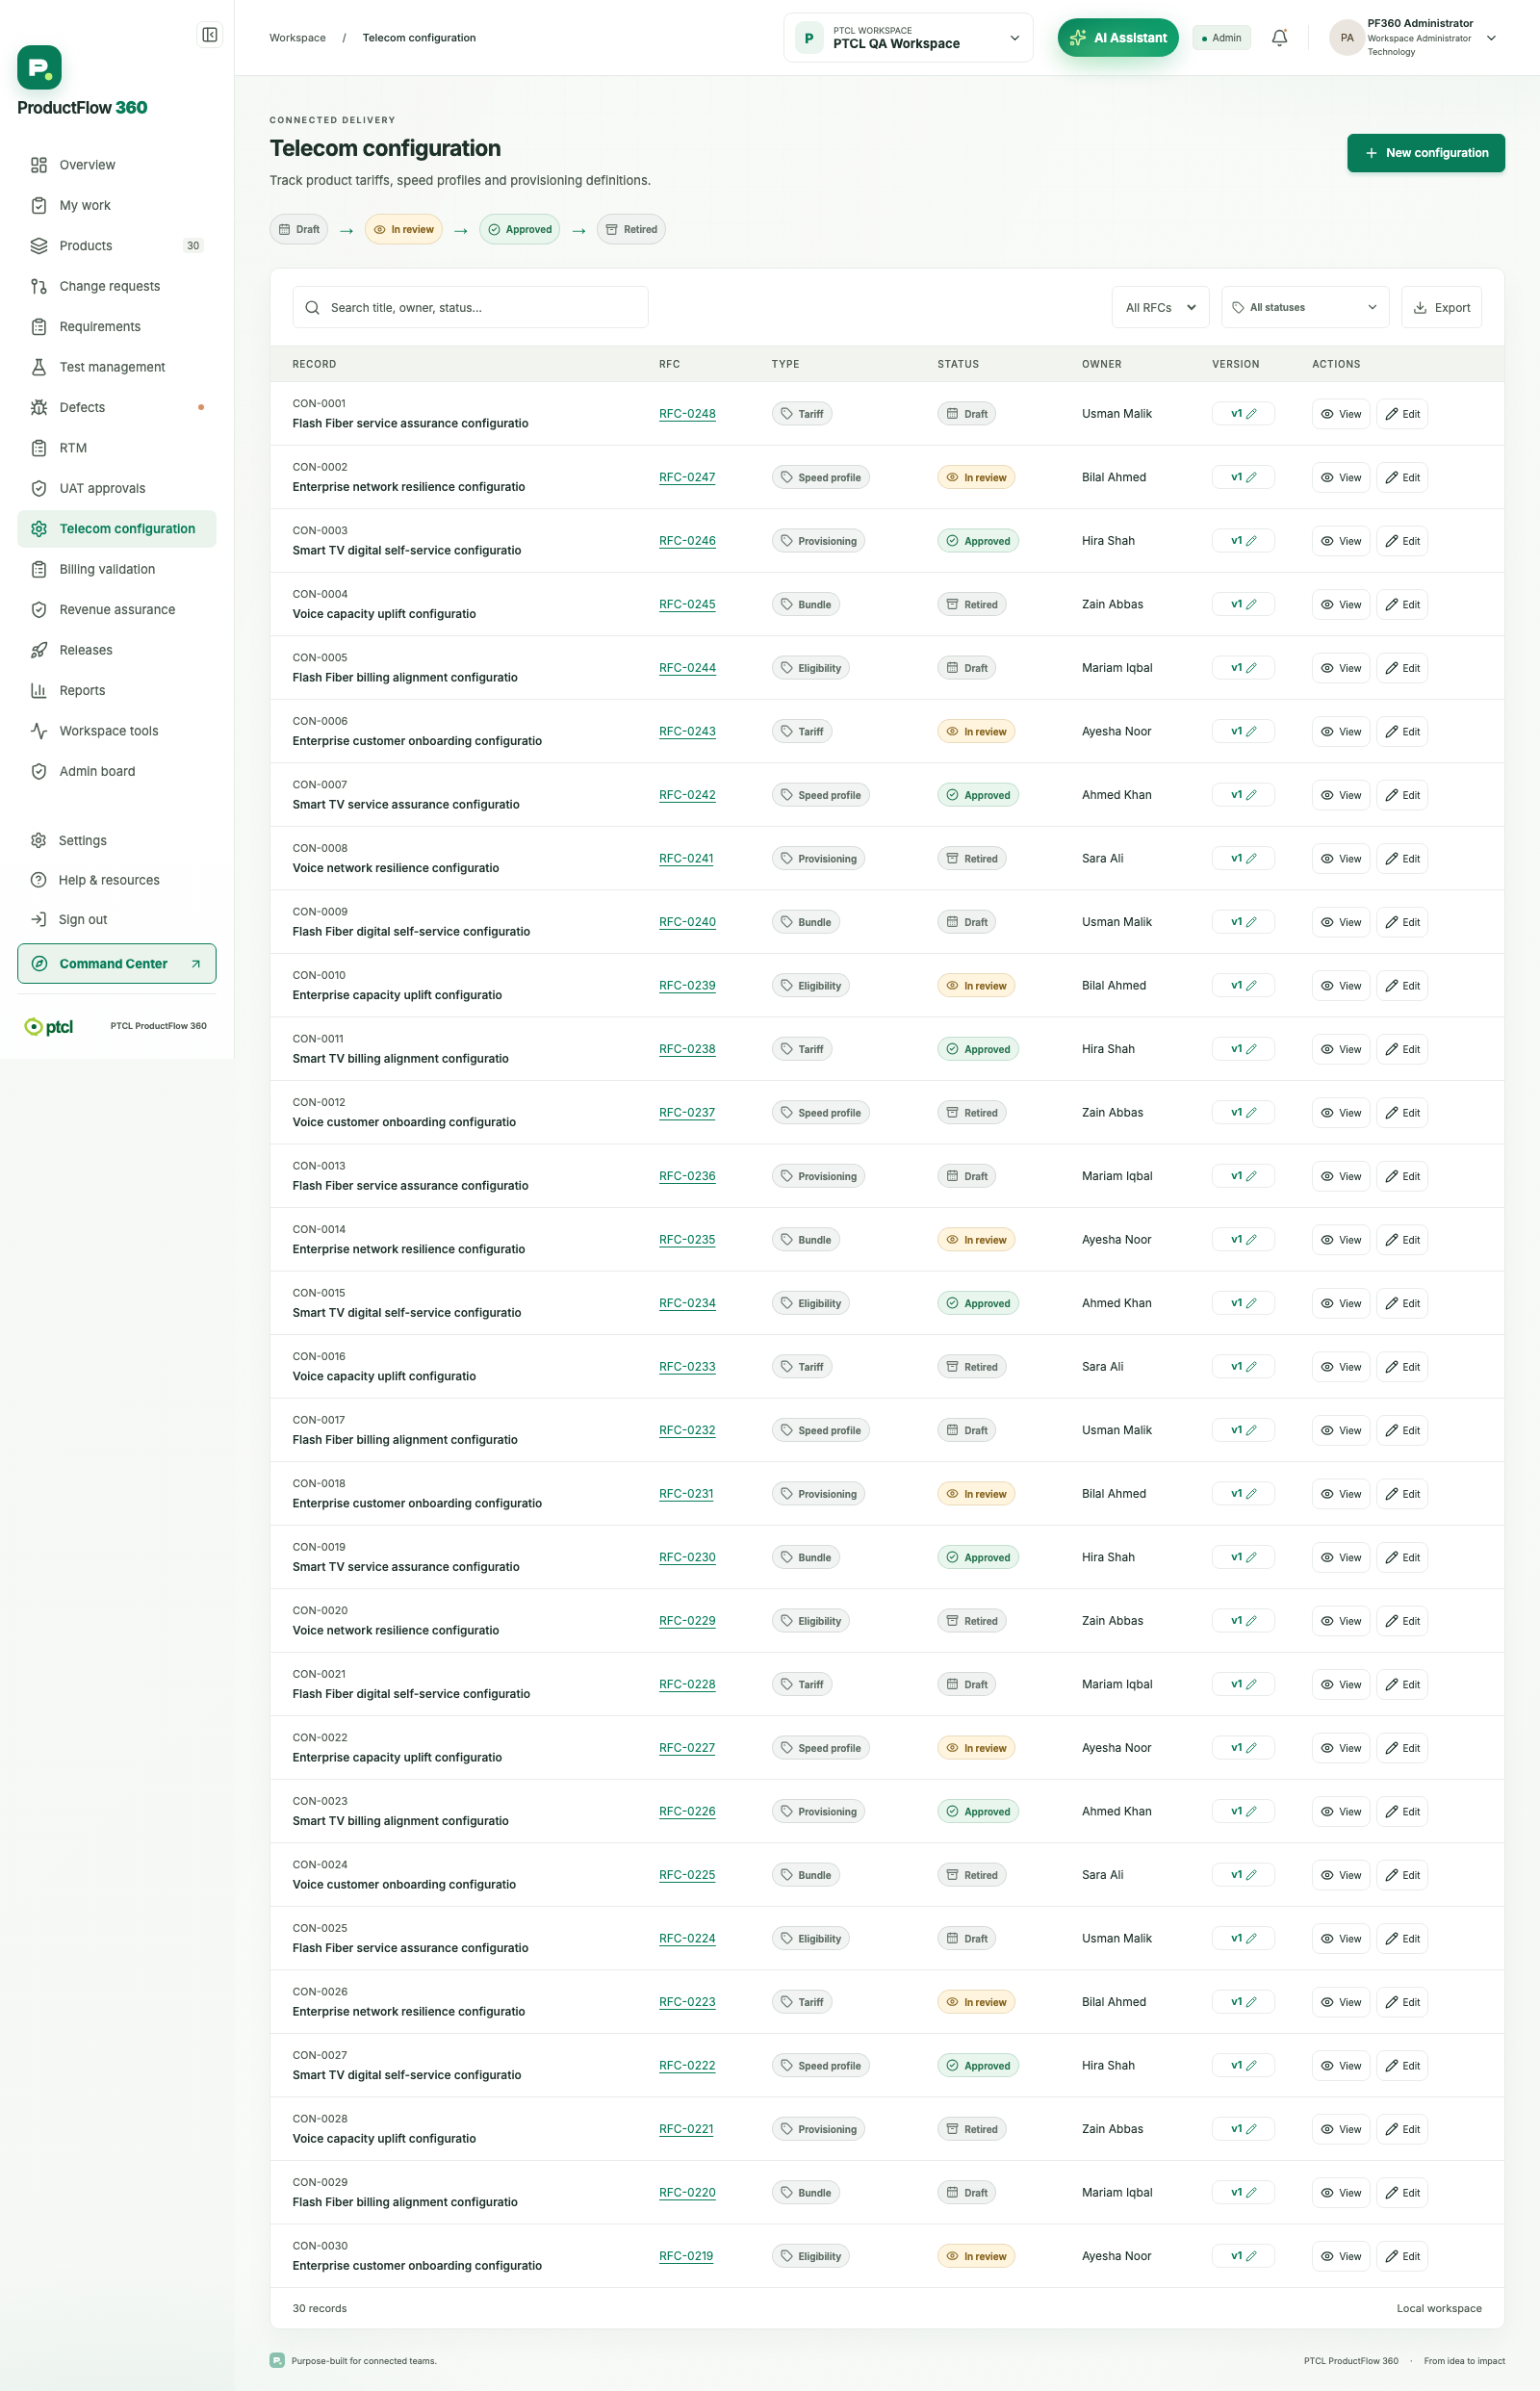 P.
ProductFlow 360
Overview
My work
Products 30
Change requests
Requirements
Test management
Defects
RTM
UAT approvals
Telecom configuration
Billing validation
Revenue assurance
Releases
Reports
Workspace tools
Admin board
Settings
Help & resources
Sign out
Command Center
ptcl PTCL ProductFlow 360
Workspace / Telecom configuration
P PTCL WORKSPACE
PTCL QA Workspace
AI Assistant
Admin
PA PF360 Administrator
Workspace Administrator
Technology
CONNECTED DELIVERY
Telecom configuration
Track product tariffs, speed profiles and provisioning definitions.
New configuration
Draft → In review → Approved → Retired
Search title, owner, status...
All RFCs All statuses Export
RECORD RFC TYPE STATUS OWNER VERSION ACTIONS
CON-0001
Flash Fiber service assurance configuratio RFC-0248 Tariff Draft Usman Malik v1 View Edit
CON-0002
Enterprise network resilience configuratio RFC-0247 Speed profile In review Bilal Ahmed v1 View Edit
CON-0003
Smart TV digital self-service configuratio RFC-0246 Provisioning Approved Hira Shah v1 View Edit
CON-0004
Voice capacity uplift configuratio RFC-0245 Bundle Retired Zain Abbas v1 View Edit
CON-0005
Flash Fiber billing alignment configuratio RFC-0244 Eligibility Draft Mariam Iqbal v1 View Edit
CON-0006
Enterprise customer onboarding configuratio RFC-0243 Tariff In review Ayesha Noor v1 View Edit
CON-0007
Smart TV service assurance configuratio RFC-0242 Speed profile Approved Ahmed Khan v1 View Edit
CON-0008
Voice network resilience configuratio RFC-0241 Provisioning Retired Sara Ali v1 View Edit
CON-0009
Flash Fiber digital self-service configuratio RFC-0240 Bundle Draft Usman Malik v1 View Edit
CON-0010
Enterprise capacity uplift configuratio RFC-0239 Eligibility In review Bilal Ahmed v1 View Edit
CON-0011
Smart TV billing alignment configuratio RFC-0238 Tariff Approved Hira Shah v1 View Edit
CON-0012
Voice customer onboarding configuratio RFC-0237 Speed profile Retired Zain Abbas v1 View Edit
CON-0013
Flash Fiber service assurance configuratio RFC-0236 Provisioning Draft Mariam Iqbal v1 View Edit
CON-0014
Enterprise network resilience configuratio RFC-0235 Bundle In review Ayesha Noor v1 View Edit
CON-0015
Smart TV digital self-service configuratio RFC-0234 Eligibility Approved Ahmed Khan v1 View Edit
CON-0016
Voice capacity uplift configuratio RFC-0233 Tariff Retired Sara Ali v1 View Edit
CON-0017
Flash Fiber billing alignment configuratio RFC-0232 Speed profile Draft Usman Malik v1 View Edit
CON-0018
Enterprise customer onboarding configuratio RFC-0231 Provisioning In review Bilal Ahmed v1 View Edit
CON-0019
Smart TV service assurance configuratio RFC-0230 Bundle Approved Hira Shah v1 View Edit
CON-0020
Voice network resilience configuratio RFC-0229 Eligibility Retired Zain Abbas v1 View Edit
CON-0021
Flash Fiber digital self-service configuratio RFC-0228 Tariff Draft Mariam Iqbal v1 View Edit
CON-0022
Enterprise capacity uplift configuratio RFC-0227 Speed profile In review Ayesha Noor v1 View Edit
CON-0023
Smart TV billing alignment configuratio RFC-0226 Provisioning Approved Ahmed Khan v1 View Edit
CON-0024
Voice customer onboarding configuratio RFC-0225 Bundle Retired Sara Ali v1 View Edit
CON-0025
Flash Fiber service assurance configuratio RFC-0224 Eligibility Draft Usman Malik v1 View Edit
CON-0026
Enterprise network resilience configuratio RFC-0223 Tariff In review Bilal Ahmed v1 View Edit
CON-0027
Smart TV digital self-service configuratio RFC-0222 Speed profile Approved Hira Shah v1 View Edit
CON-0028
Voice capacity uplift configuratio RFC-0221 Provisioning Retired Zain Abbas v1 View Edit
CON-0029
Flash Fiber billing alignment configuratio RFC-0220 Bundle Draft Mariam Iqbal v1 View Edit
CON-0030
Enterprise customer onboarding configuratio RFC-0219 Eligibility In review Ayesha Noor v1 View Edit
30 records Local workspace
P. Purpose-built for connected teams. PTCL ProductFlow 360 · From idea to impact